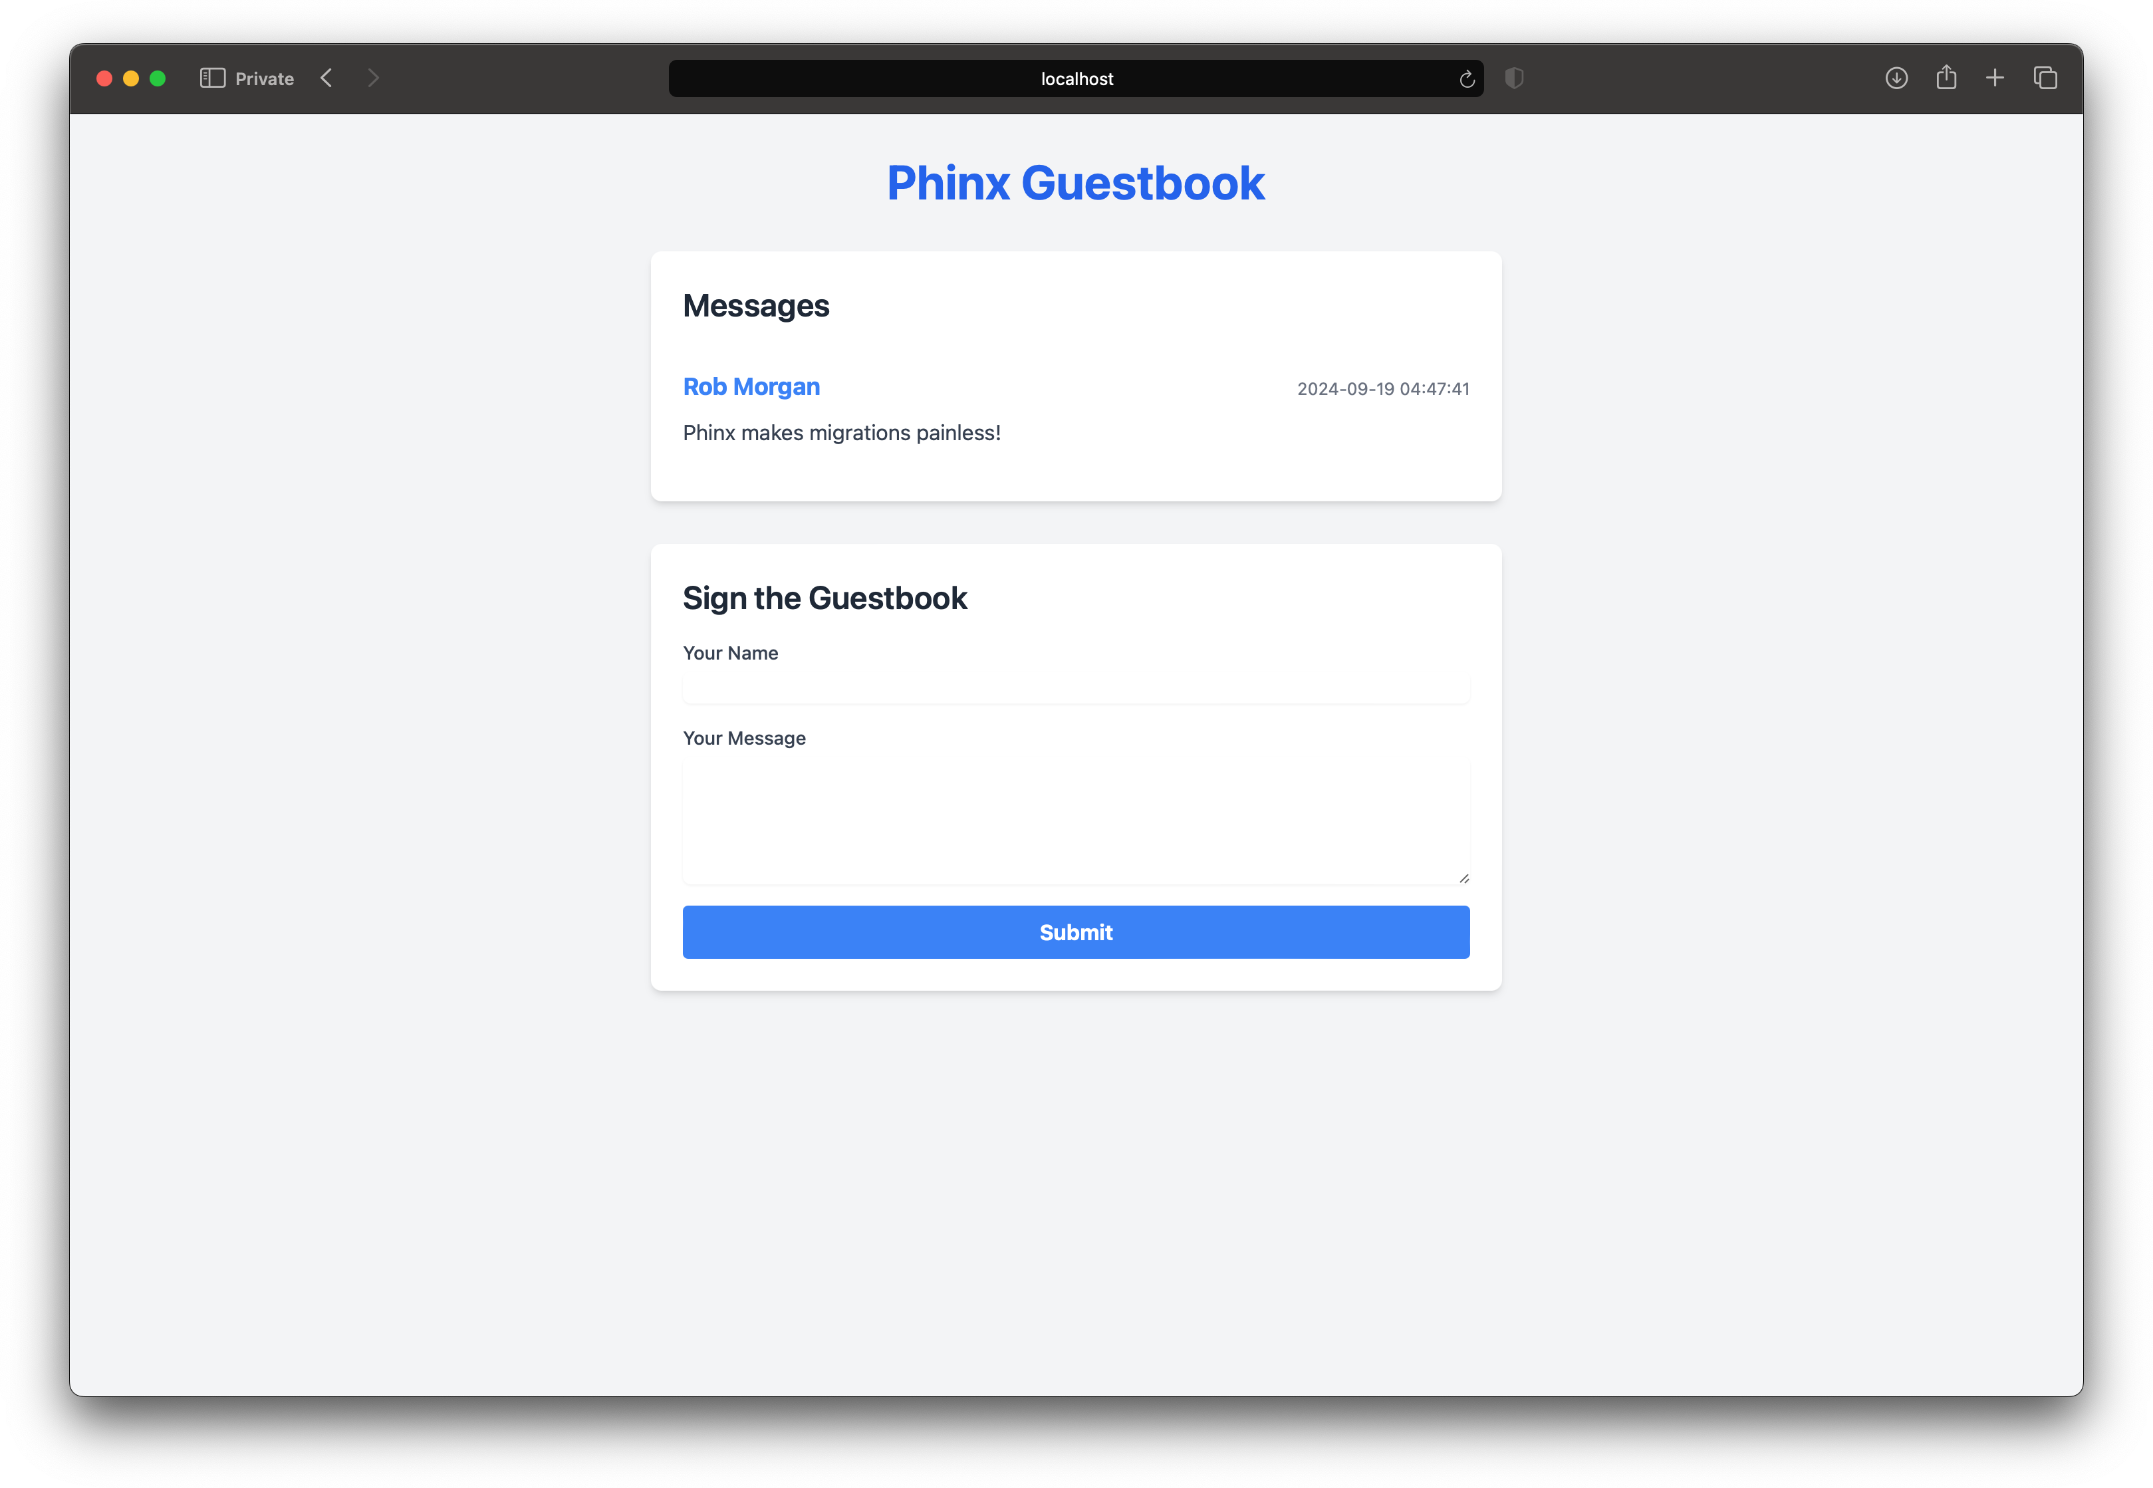 Private
localhost
Phinx Guestbook
Messages
Rob Morgan
2024-09-19 04:47:41
Phinx makes migrations painless!
Sign the Guestbook
Your Name
Your Message
Submit